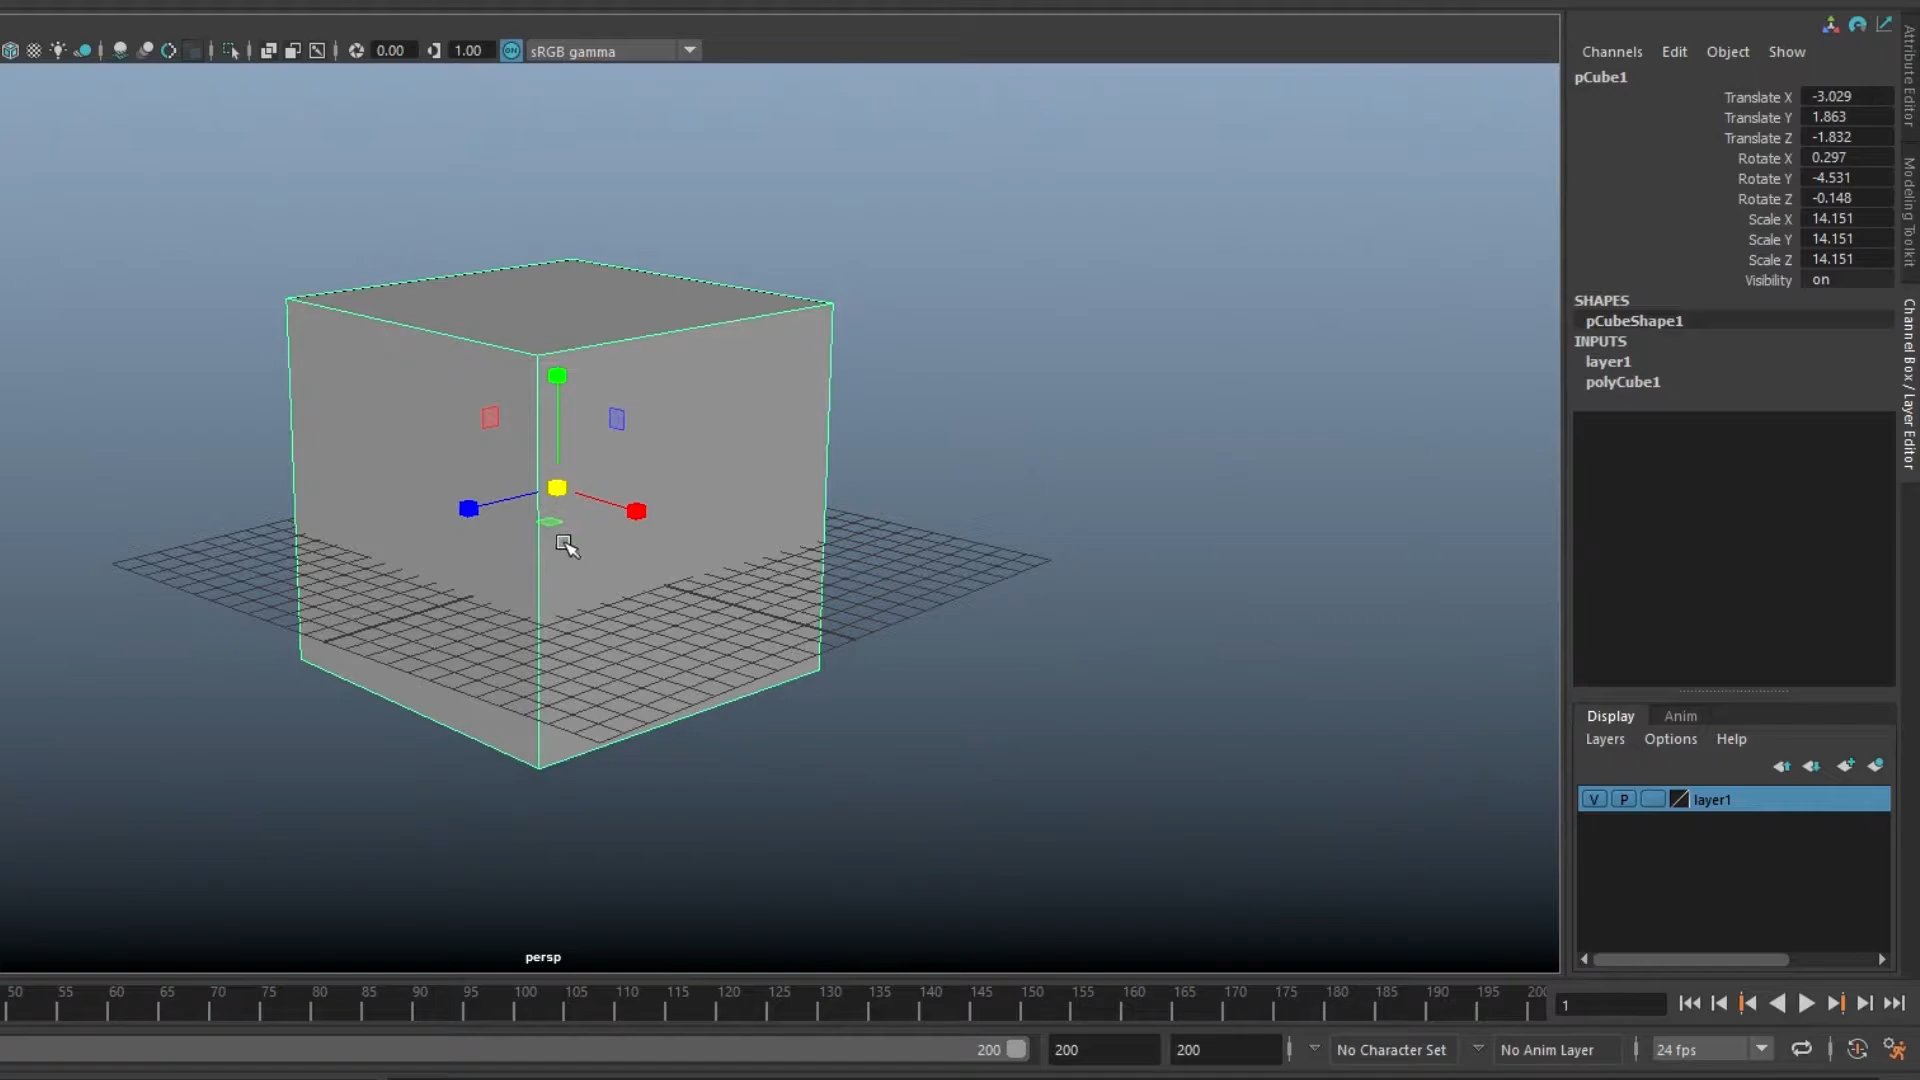 0.00 1.00 ON sRGB gamma
Channels Edit Object Show
pCube1
Translate X -3.029
Translate Y 1.863
Translate Z -1.832
Rotate X 0.297
Rotate Y -4.531
Rotate Z -0.148
Scale X 14.151
Scale Y 14.151
Scale Z 14.151
Visibility on
SHAPES
pCubeShape1
INPUTS
layer1
polyCube1
Attribute Editor
Modeling Toolkit
Channel Box / Layer Editor
Display Anim
Layers Options Help
V P layer1
persp
50 55 60 65 70 75 80 85 90 95 100 105 110 115 120 125 130 135 140 145 150 155 160 165 170 175 180 185 190 195 200
1
200 200 200 No Character Set No Anim Layer 24 fps